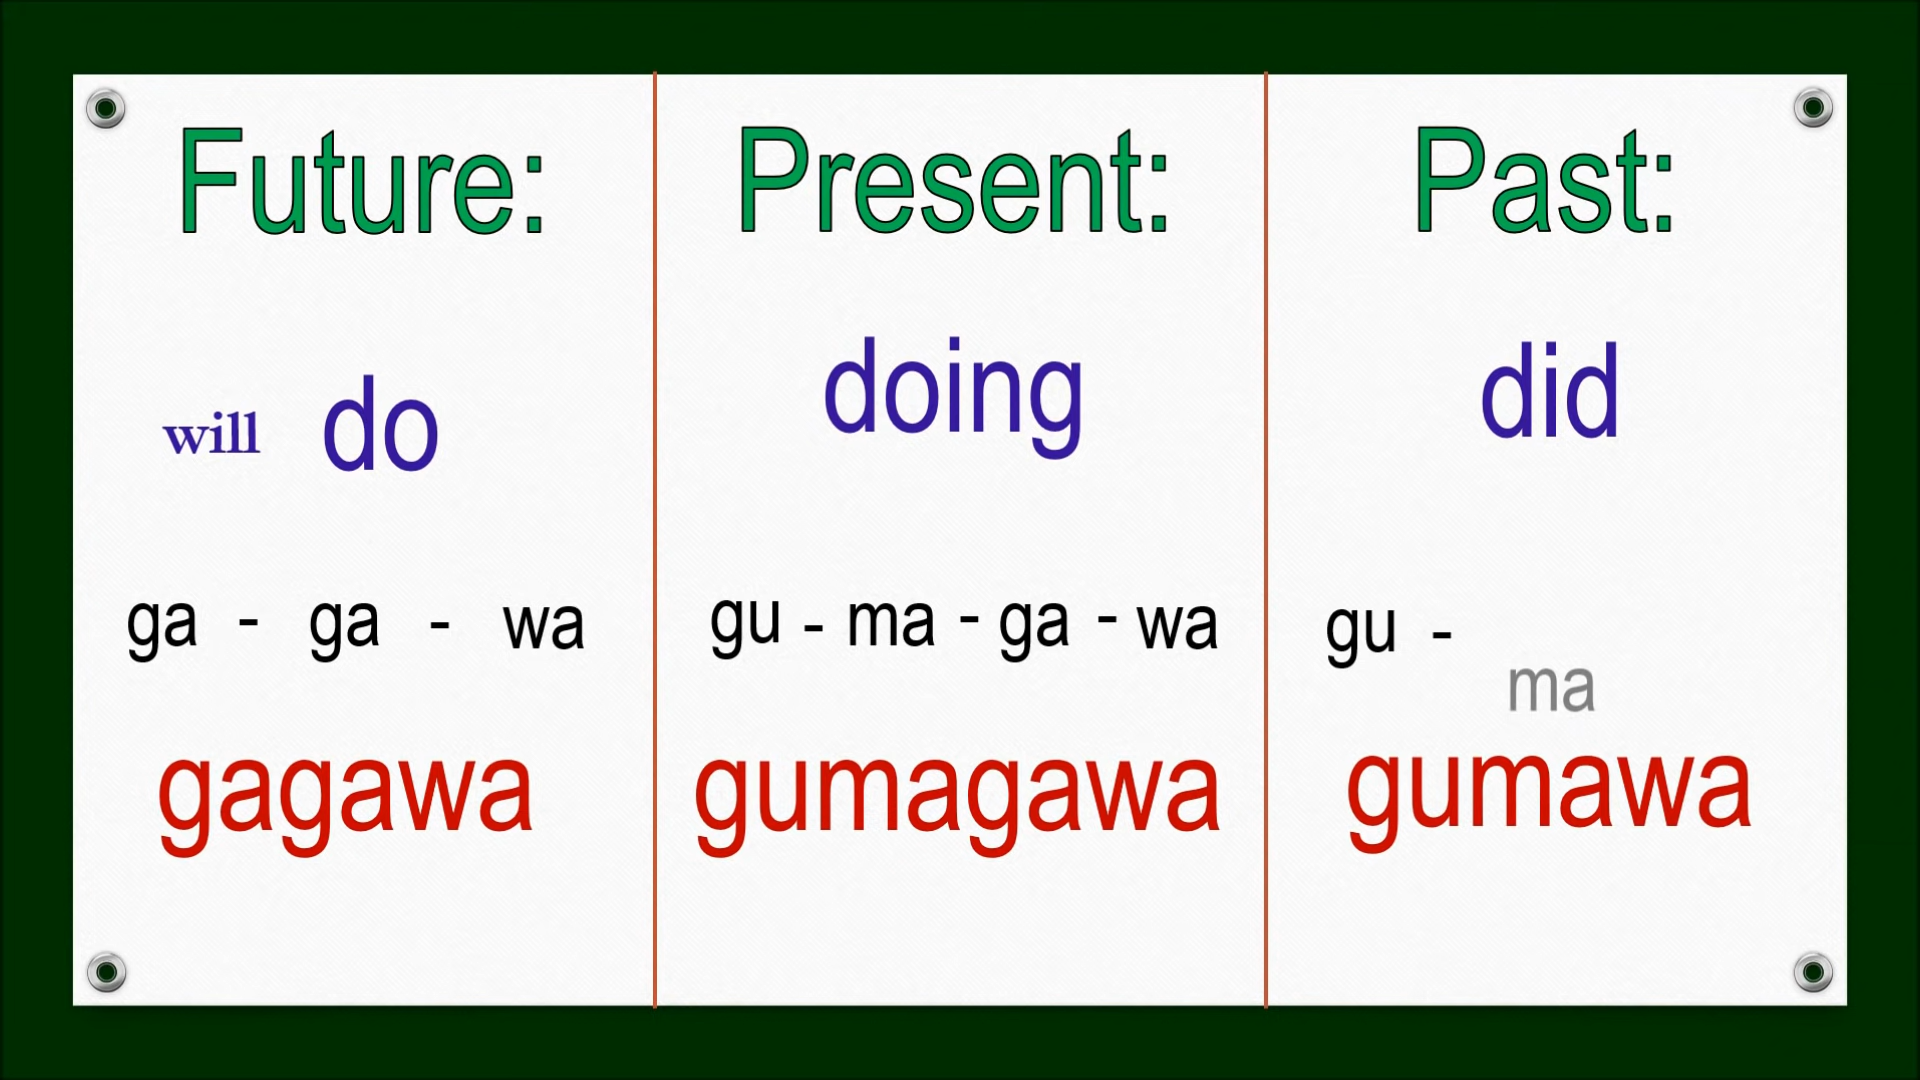 Future:
will do
ga - ga - wa
gagawa
Present:
doing
gu - ma - ga - wa
gumagawa
Past:
did
gu -
ma
gumawa